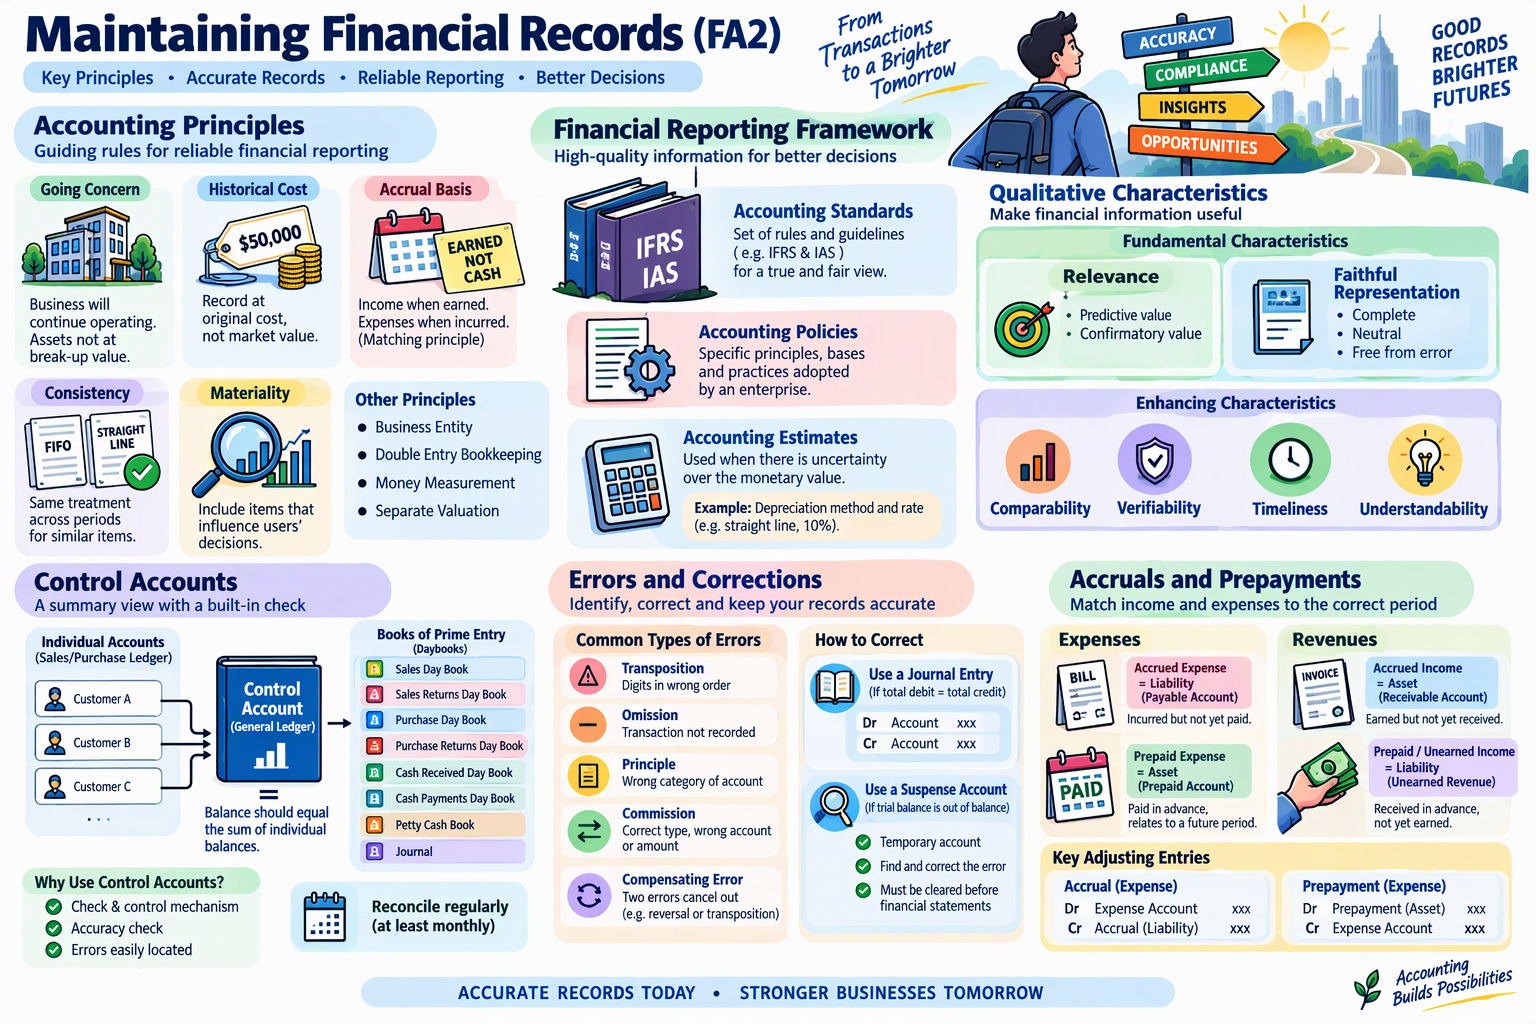 Maintaining Financial Records (FA2)
Key Principles • Accurate Records • Reliable Reporting • Better Decisions
From
Transactions
to a Brighter
Tomorrow
ACCURACY
COMPLIANCE
INSIGHTS
OPPORTUNITIES
GOOD
RECORDS
BRIGHTER
FUTURES
Accounting Principles
Guiding rules for reliable financial reporting
Going Concern
Business will
continue operating.
Assets not at
break-up value.
Historical Cost
$50,000
Record at
original cost,
not market value.
Accrual Basis
EARNED
NOT
CASH
Income when earned.
Expenses when incurred.
(Matching principle)
Consistency
FIFO
STRAIGHT
LINE
Same treatment
across periods
for similar items.
Materiality
Include items that
influence users'
decisions.
Other Principles
• Business Entity
• Double Entry Bookkeeping
• Money Measurement
• Separate Valuation
Financial Reporting Framework
High-quality information for better decisions
IFRS
IAS
Accounting Standards
Set of rules and guidelines
( e.g. IFRS & IAS )
for a true and fair view.
Accounting Policies
Specific principles, bases
and practices adopted
by an enterprise.
Accounting Estimates
Used when there is uncertainty
over the monetary value.
Example: Depreciation method and rate
(e.g. straight line, 10%).
Qualitative Characteristics
Make financial information useful
Fundamental Characteristics
Relevance
• Predictive value
• Confirmatory value
Faithful
Representation
• Complete
• Neutral
• Free from error
Enhancing Characteristics
Comparability
Verifiability
Timeliness
Understandability
Control Accounts
A summary view with a built-in check
Individual Accounts
(Sales/Purchase Ledger)
Customer A
Customer B
Customer C
...
Control
Account
(General Ledger)
=
Balance should equal
the sum of individual
balances.
Books of Prime Entry
(Daybooks)
Sales Day Book
Sales Returns Day Book
Purchase Day Book
Purchase Returns Day Book
Cash Received Day Book
Cash Payments Day Book
Petty Cash Book
Journal
Why Use Control Accounts?
Check & control mechanism
Accuracy check
Errors easily located
Reconcile regularly
(at least monthly)
Errors and Corrections
Identify, correct and keep your records accurate
Common Types of Errors
Transposition
Digits in wrong order
Omission
Transaction not recorded
Principle
Wrong category of account
Commission
Correct type, wrong account
or amount
Compensating Error
Two errors cancel out
(e.g. reversal or transposition)
How to Correct
Use a Journal Entry
(If total debit = total credit)
Dr Account xxx
Cr Account xxx
Use a Suspense Account
(If trial balance is out of balance)
Temporary account
Find and correct the error
Must be cleared before
financial statements
Accruals and Prepayments
Match income and expenses to the correct period
Expenses
BILL
Accrued Expense
= Liability
(Payable Account)
Incurred but not yet paid.
PAID
Prepaid Expense
= Asset
(Prepaid Account)
Paid in advance,
relates to a future period.
Revenues
INVOICE
Accrued Income
= Asset
(Receivable Account)
Earned but not yet received.
Prepaid / Unearned Income
= Liability
(Unearned Revenue)
Received in advance,
not yet earned.
Key Adjusting Entries
Accrual (Expense)
Dr Expense Account xxx
Cr Accrual (Liability) xxx
Prepayment (Expense)
Dr Prepayment (Asset) xxx
Cr Expense Account xxx
ACCURATE RECORDS TODAY • STRONGER BUSINESSES TOMORROW
Accounting
Builds Possibilities